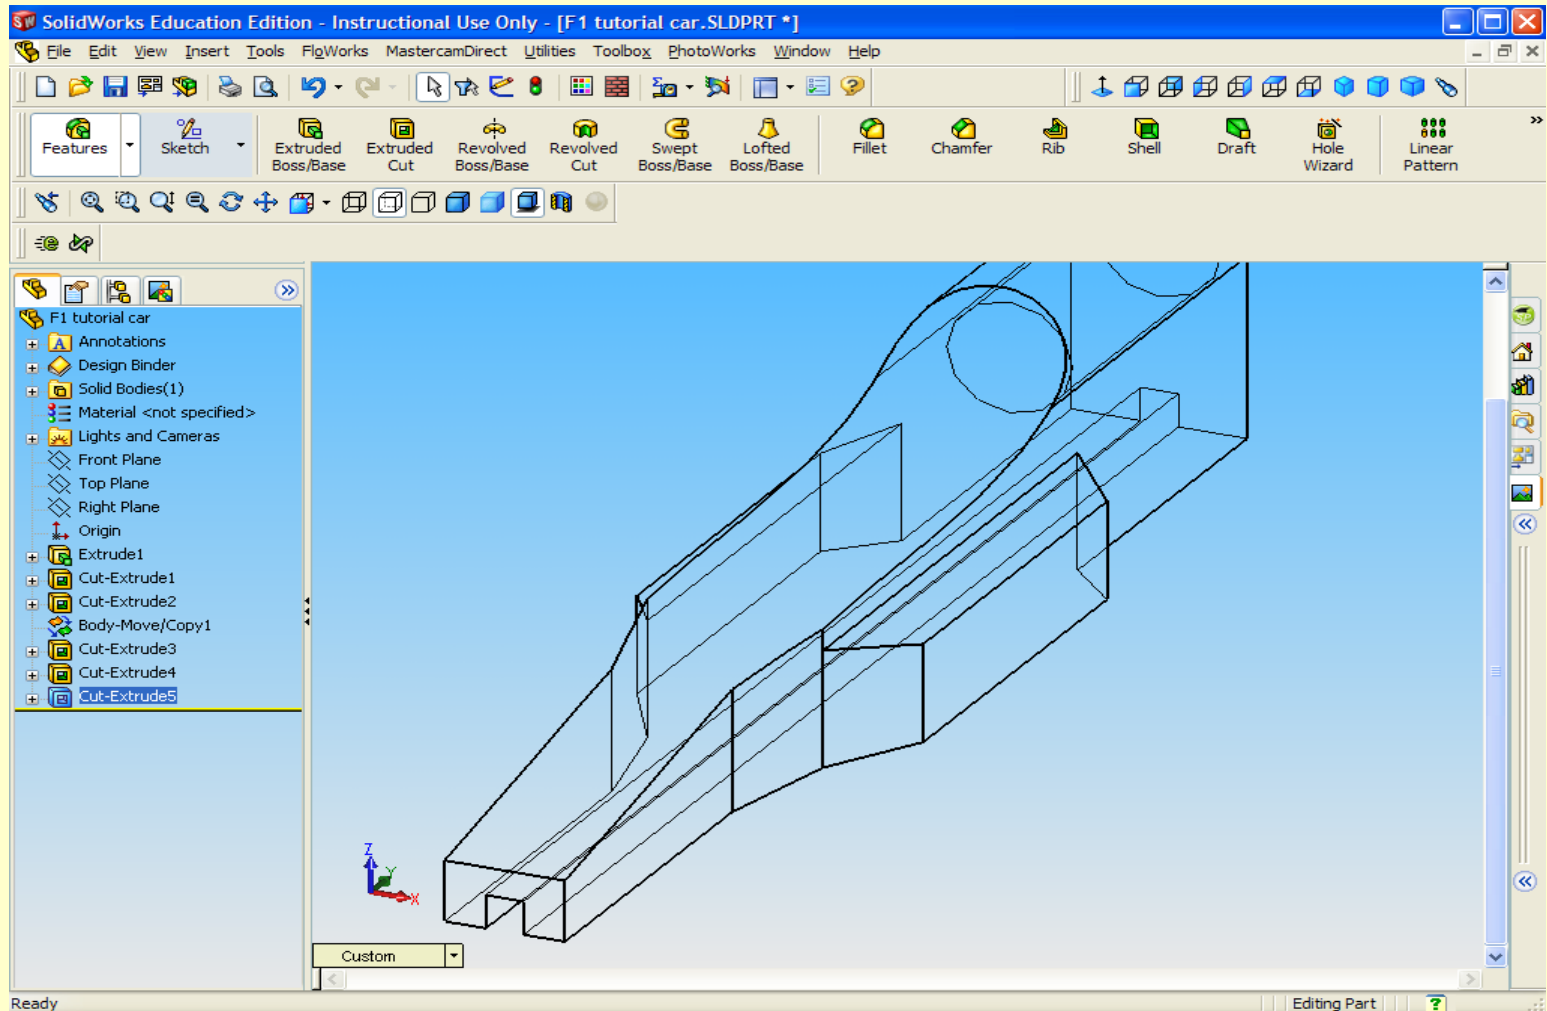 SolidWorks Education Edition - Instructional Use Only - [F1 tutorial car.SLDPRT *]
File Edit View Insert Tools FloWorks MastercamDirect Utilities Toolbox PhotoWorks Window Help
Features
Sketch
Extruded Boss/Base
Extruded Cut
Revolved Boss/Base
Revolved Cut
Swept Boss/Base
Lofted Boss/Base
Fillet
Chamfer
Rib
Shell
Draft
Hole Wizard
Linear Pattern
F1 tutorial car
Annotations
Design Binder
Solid Bodies(1)
Material <not specified>
Lights and Cameras
Front Plane
Top Plane
Right Plane
Origin
Extrude1
Cut-Extrude1
Cut-Extrude2
Body-Move/Copy1
Cut-Extrude3
Cut-Extrude4
Cut-Extrude5
Z
Y
X
Custom
Ready
Editing Part